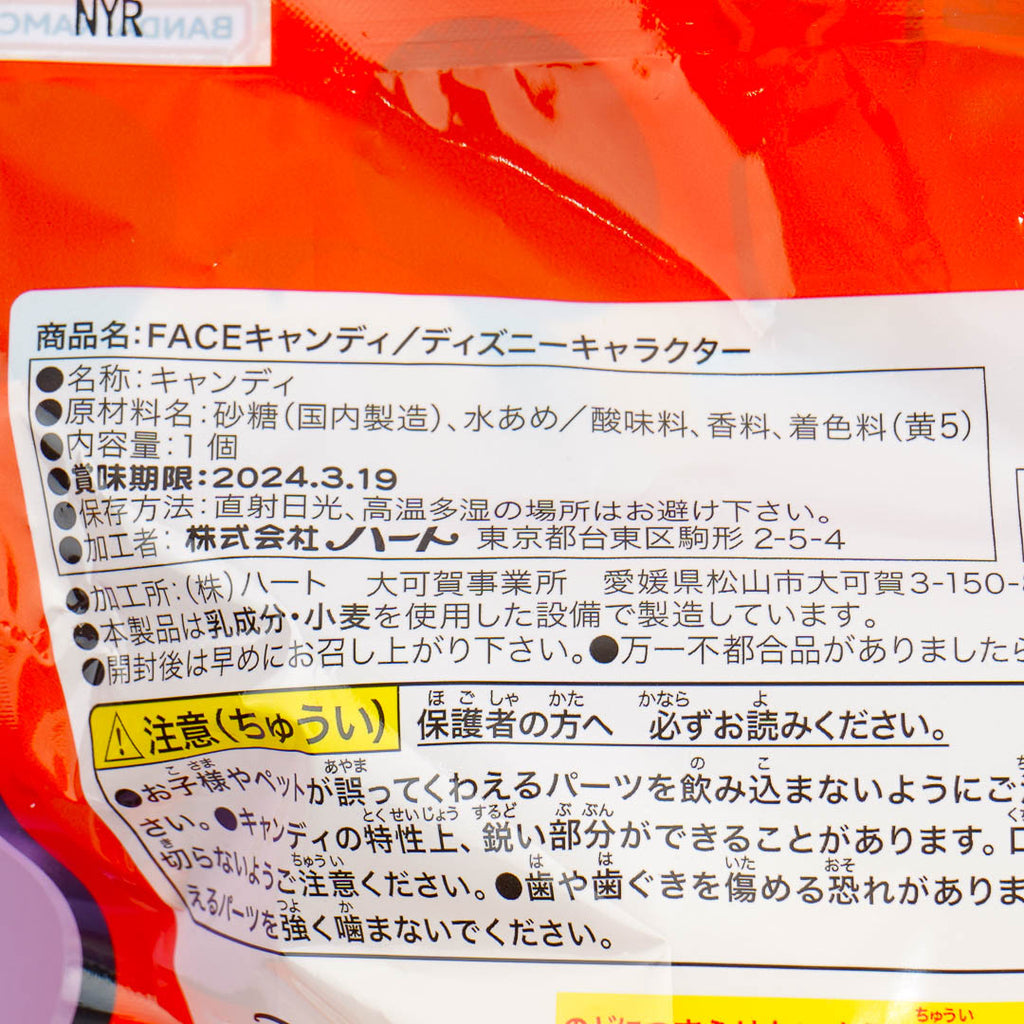 NYR
BANDAI NAMCO
商品名：FACEキャンディ／ディズニーキャラクター
●名称：キャンディ
●原材料名：砂糖（国内製造）、水あめ／酸味料、香料、着色料（黄5）
●内容量：1個
●賞味期限：2024.3.19
●保存方法：直射日光、高温多湿の場所はお避け下さい。
●加工者：株式会社ハート 東京都台東区駒形 2-5-4
●加工所：（株）ハート 大可賀事業所 愛媛県松山市大可賀3-150-
●本製品は乳成分・小麦を使用した設備で製造しています。
●開封後は早めにお召し上がり下さい。●万一不都合品がありましたら
注意（ちゅうい） 保護者の方へ 必ずお読みください。
●お子様やペットが誤ってくわえるパーツを飲み込まないようにご
さい。●キャンディの特性上、鋭い部分ができることがあります。口
切らないようご注意ください。●歯や歯ぐきを傷める恐れがありま
えるパーツを強く噛まないでください。
ちゅうい